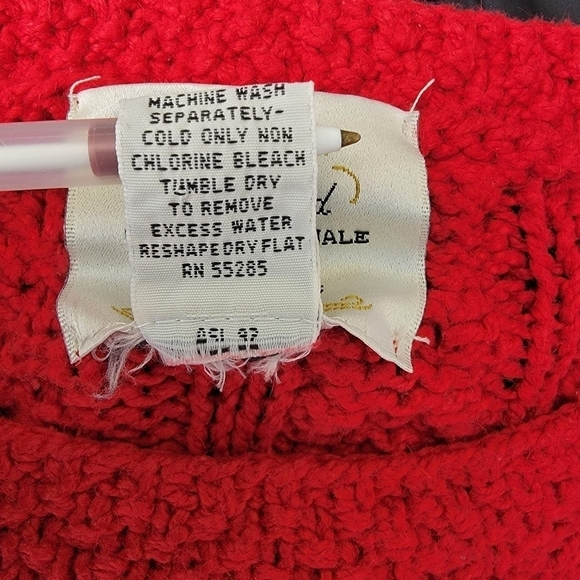 MACHINE WASH
SEPARATELY-
COLD ONLY NON
CHLORINE BLEACH
TUMBLE DRY
TO REMOVE
EXCESS WATER
RESHAPE DRY FLAT
RN 55285